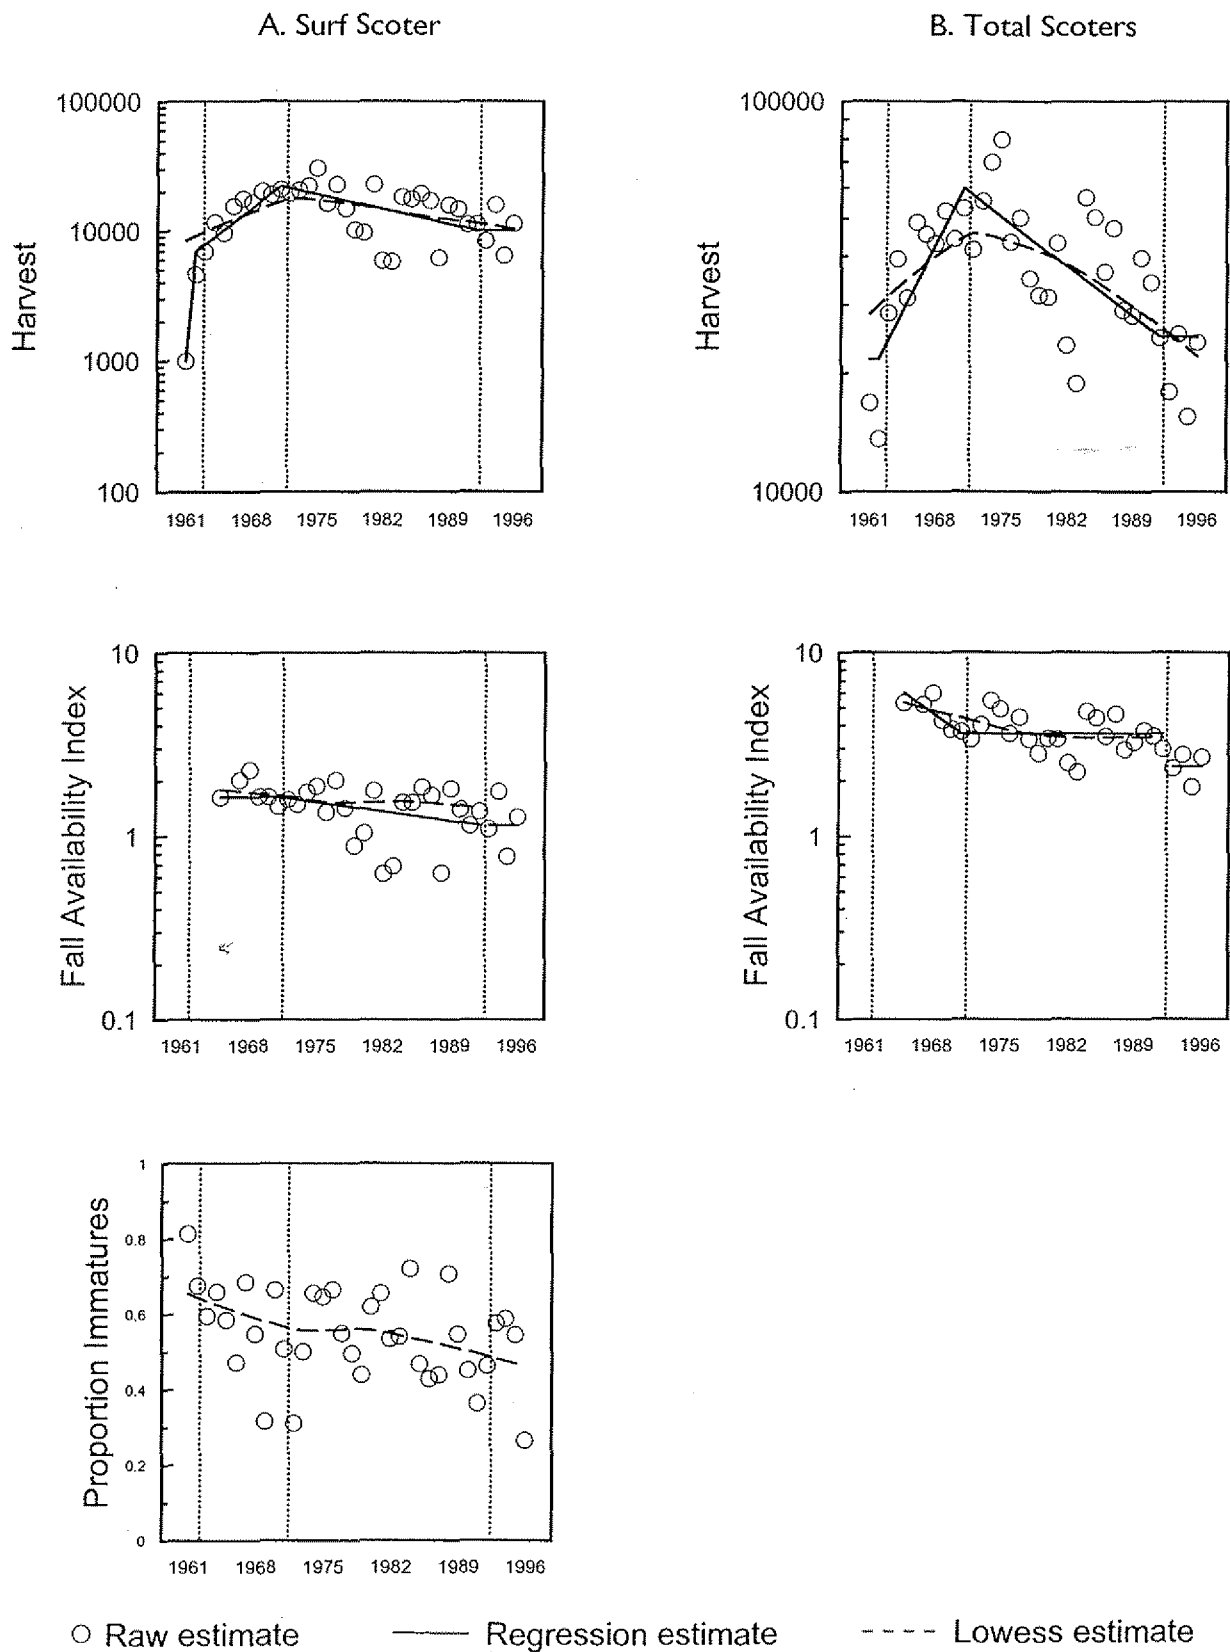 A. Surf Scoter
B. Total Scoters
Harvest
100000
10000
1000
100
1961 1968 1975 1982 1989 1996
Harvest
100000
10000
1961 1968 1975 1982 1989 1996
Fall Availability Index
10
1
0.1
1961 1968 1975 1982 1989 1996
Fall Availability Index
10
1
0.1
1961 1968 1975 1982 1989 1996
Proportion Immatures
1
0.8
0.6
0.4
0.2
0
1961 1968 1975 1982 1989 1996
Raw estimate Regression estimate Lowess estimate